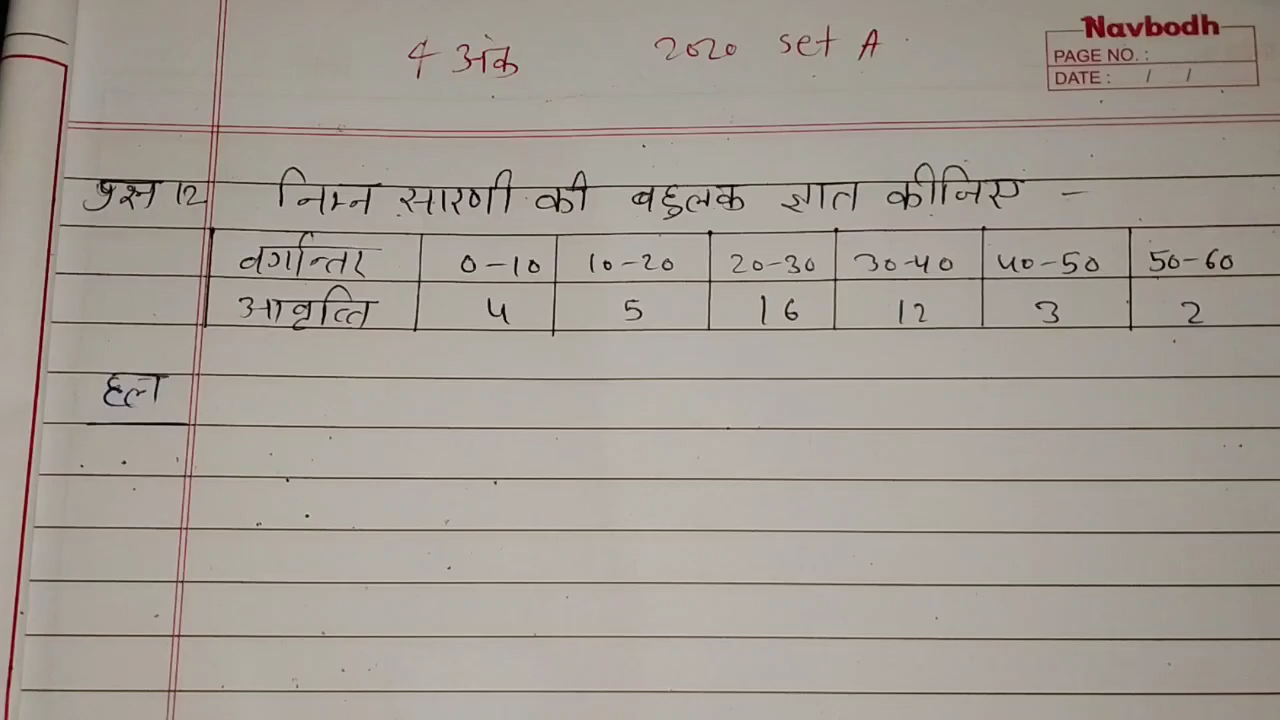 4 अंक 2020 set A
Navbodh
PAGE NO. :
DATE : / /
प्रश्न 12 निम्न सारणी की बहुलक ज्ञात कीजिए -
वर्गान्तर 0-10 10-20 20-30 30-40 40-50 50-60
आवृत्ति 4 5 16 12 3 2
हल